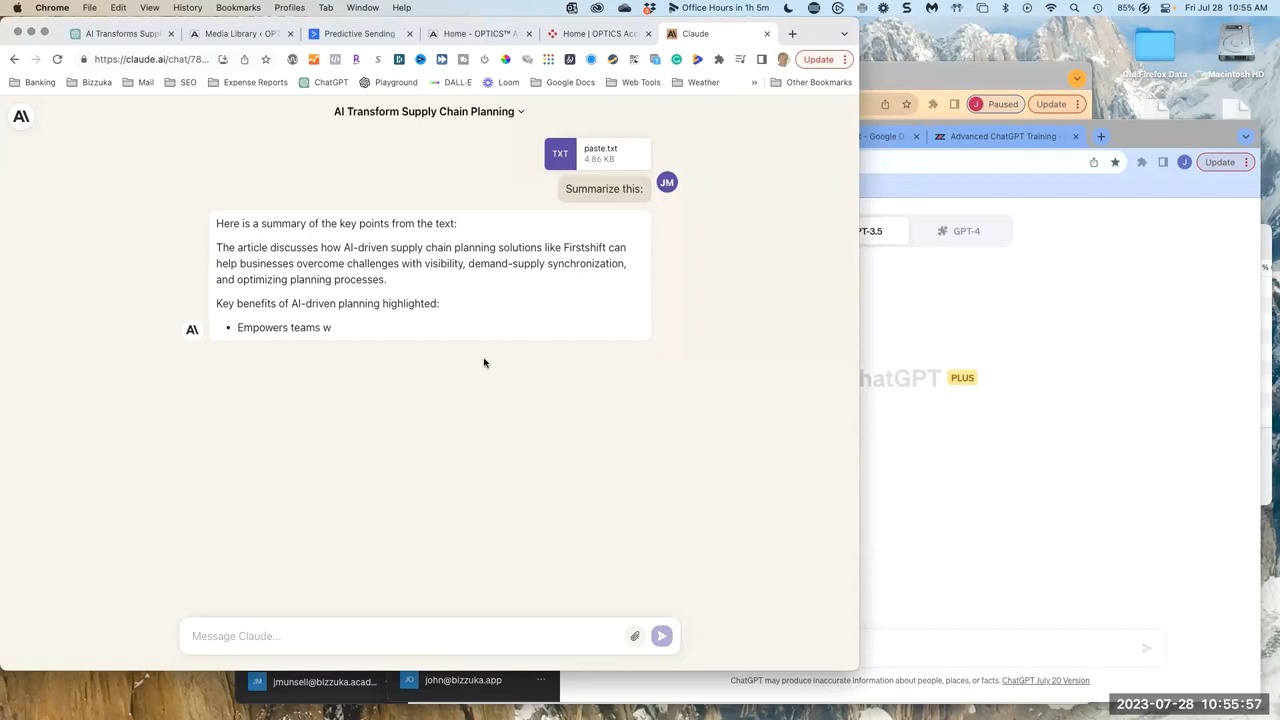 Chrome File Edit View History Bookmarks Profiles Tab Window Help
Office Hours in 1h 5m
85%
Fri Jul 28 10:55 AM
AI Transforms Supp
Media Library ‹ OPT
Predictive Sending
Home - OPTICS™ A
Home | OPTICS Acc
Claude
https://claude.ai/chat/78...
Update
Banking Bizzuka Mail SEO Expense Reports ChatGPT Playground DALL-E Loom Google Docs Web Tools Weather » Other Bookmarks
AI Transform Supply Chain Planning
TXT
paste.txt
4.86 KB
Summarize this:
JM
Here is a summary of the key points from the text:
The article discusses how AI-driven supply chain planning solutions like Firstshift can
help businesses overcome challenges with visibility, demand-supply synchronization,
and optimizing planning processes.
Key benefits of AI-driven planning highlighted:
• Empowers teams w
Message Claude...
JM jmunsell@bizzuka.acad...
JO john@bizzuka.app
Old Firefox Data
Macintosh HD
J Paused
Update
- Google D
Advanced ChatGPT Training -
J
Update
PT-3.5
GPT-4
hatGPT PLUS
ChatGPT may produce inaccurate information about people, places, or facts. ChatGPT July 20 Version
2023-07-28 10:55:57